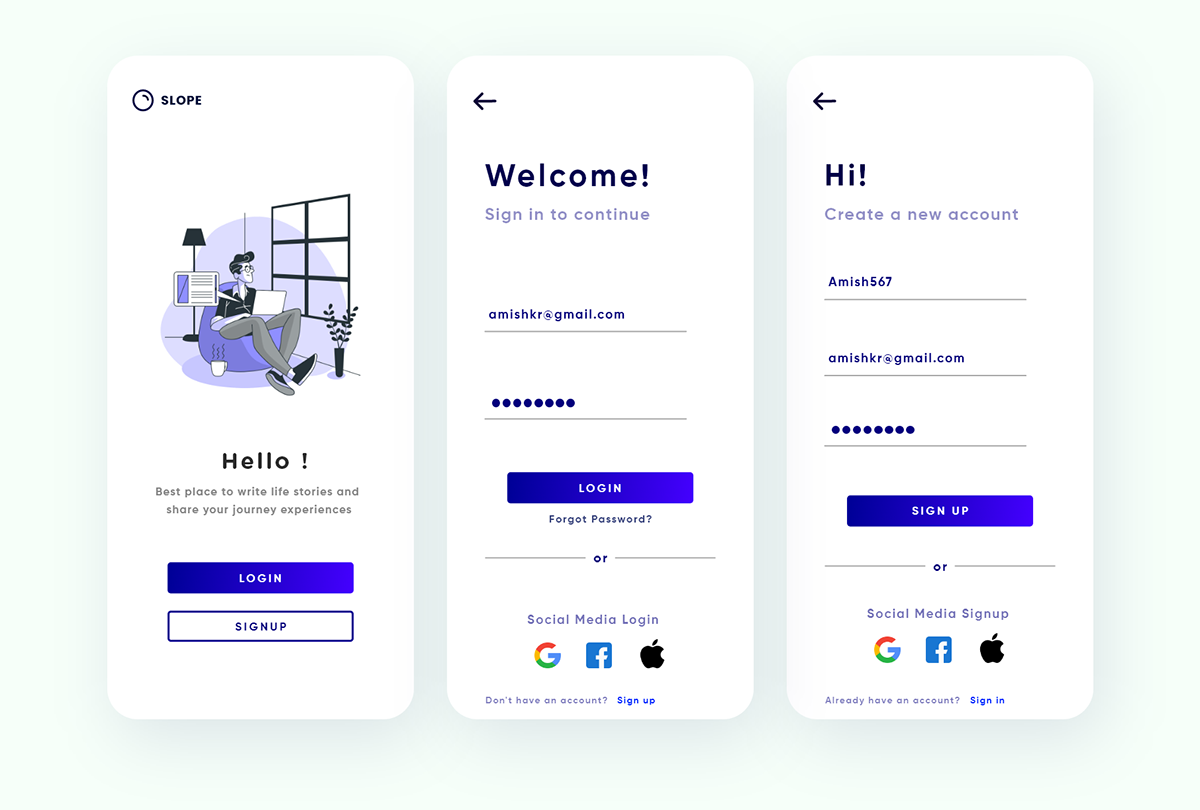 SLOPE
Hello !
Best place to write life stories and
share your journey experiences
LOGIN
SIGNUP
Welcome!
Sign in to continue
amishkr@gmail.com
●●●●●●●●
LOGIN
Forgot Password?
or
Social Media Login
Don't have an account? Sign up
Hi!
Create a new account
Amish567
amishkr@gmail.com
●●●●●●●●
SIGN UP
or
Social Media Signup
Already have an account? Sign in